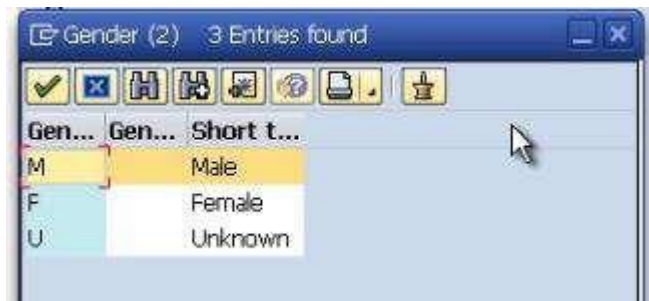 Gender (2) 3 Entries found
Gen... Gen... Short t...
M Male
F Female
U Unknown